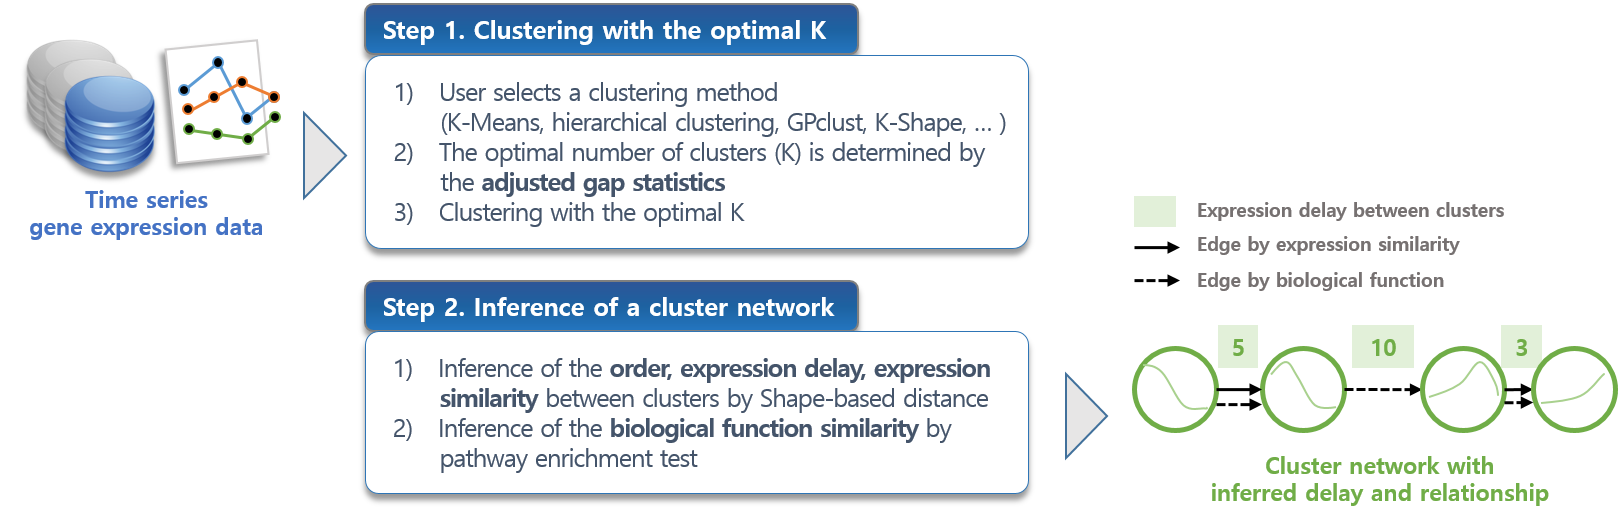 Time series
gene expression data
Step 1. Clustering with the optimal K
1) User selects a clustering method
(K-Means, hierarchical clustering, GPclust, K-Shape, ... )
2) The optimal number of clusters (K) is determined by
the adjusted gap statistics
3) Clustering with the optimal K
Step 2. Inference of a cluster network
1) Inference of the order, expression delay, expression
similarity between clusters by Shape-based distance
2) Inference of the biological function similarity by
pathway enrichment test
Expression delay between clusters
Edge by expression similarity
Edge by biological function
5 10 3
Cluster network with
inferred delay and relationship